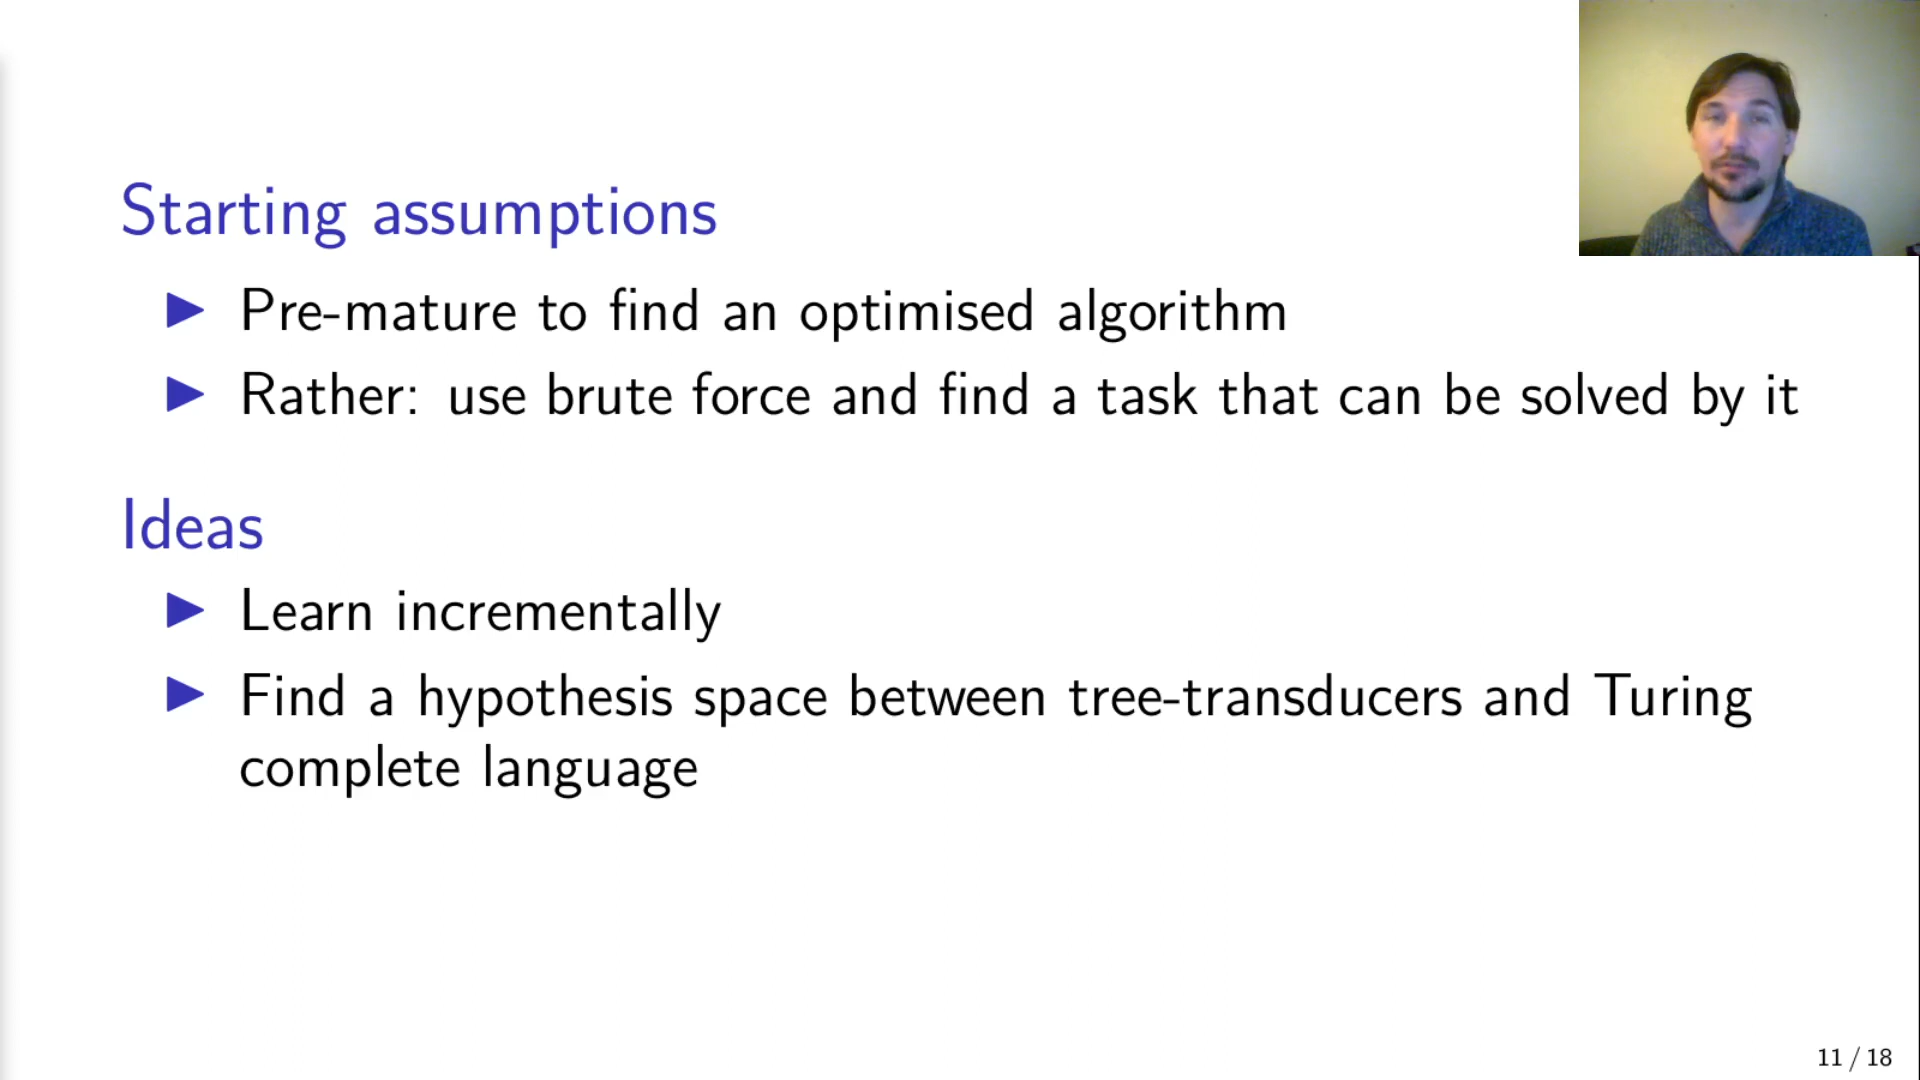 Starting assumptions
Pre-mature to find an optimised algorithm
Rather: use brute force and find a task that can be solved by it
Ideas
Learn incrementally
Find a hypothesis space between tree-transducers and Turing
complete language
11 / 18